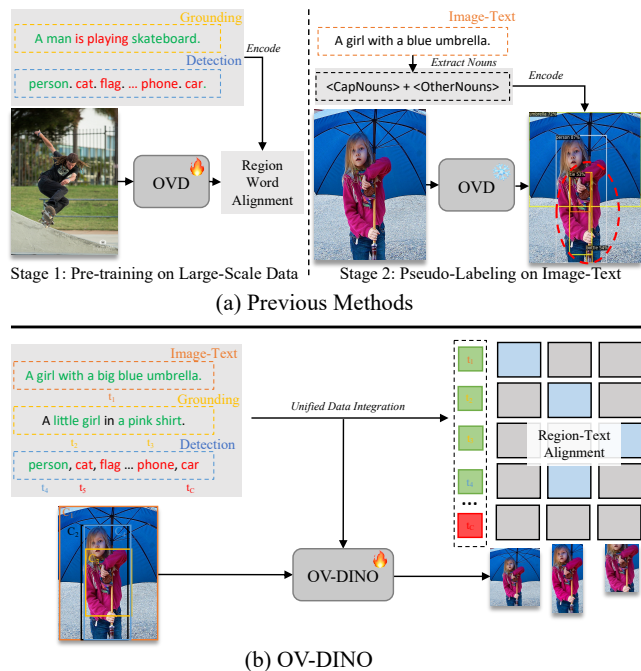 Grounding
A man is playing skateboard.
Detection
person. cat. flag. ... phone. car.
Encode
OVD
Region
Word
Alignment
Stage 1: Pre-training on Large-Scale Data
Image-Text
A girl with a blue umbrella.
Extract Nouns
<CapNouns> + <OtherNouns>
Encode
OVD
person 87%
Stage 2: Pseudo-Labeling on Image-Text
(a) Previous Methods
Image-Text
A girl with a big blue umbrella.
t₁
Grounding
A little girl in a pink shirt.
t₂ t₃
Detection
person, cat, flag ... phone, car
t₄ t₅ t_C
Unified Data Integration
OV-DINO
t₁
t₄
...
t_C
Region-Text
Alignment
(b) OV-DINO